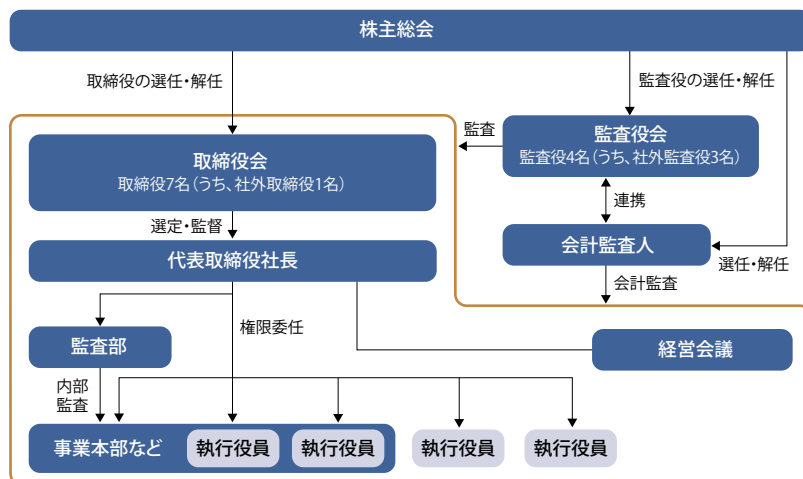 株主総会
取締役の選任・解任
監査役の選任・解任
監査
監査役会
監査役4名（うち、社外監査役3名）
取締役会
取締役7名（うち、社外取締役1名）
連携
選定・監督
会計監査人
代表取締役社長
選任・解任
会計監査
権限委任
監査部
経営会議
内部
監査
事業本部など
執行役員
執行役員
執行役員
執行役員